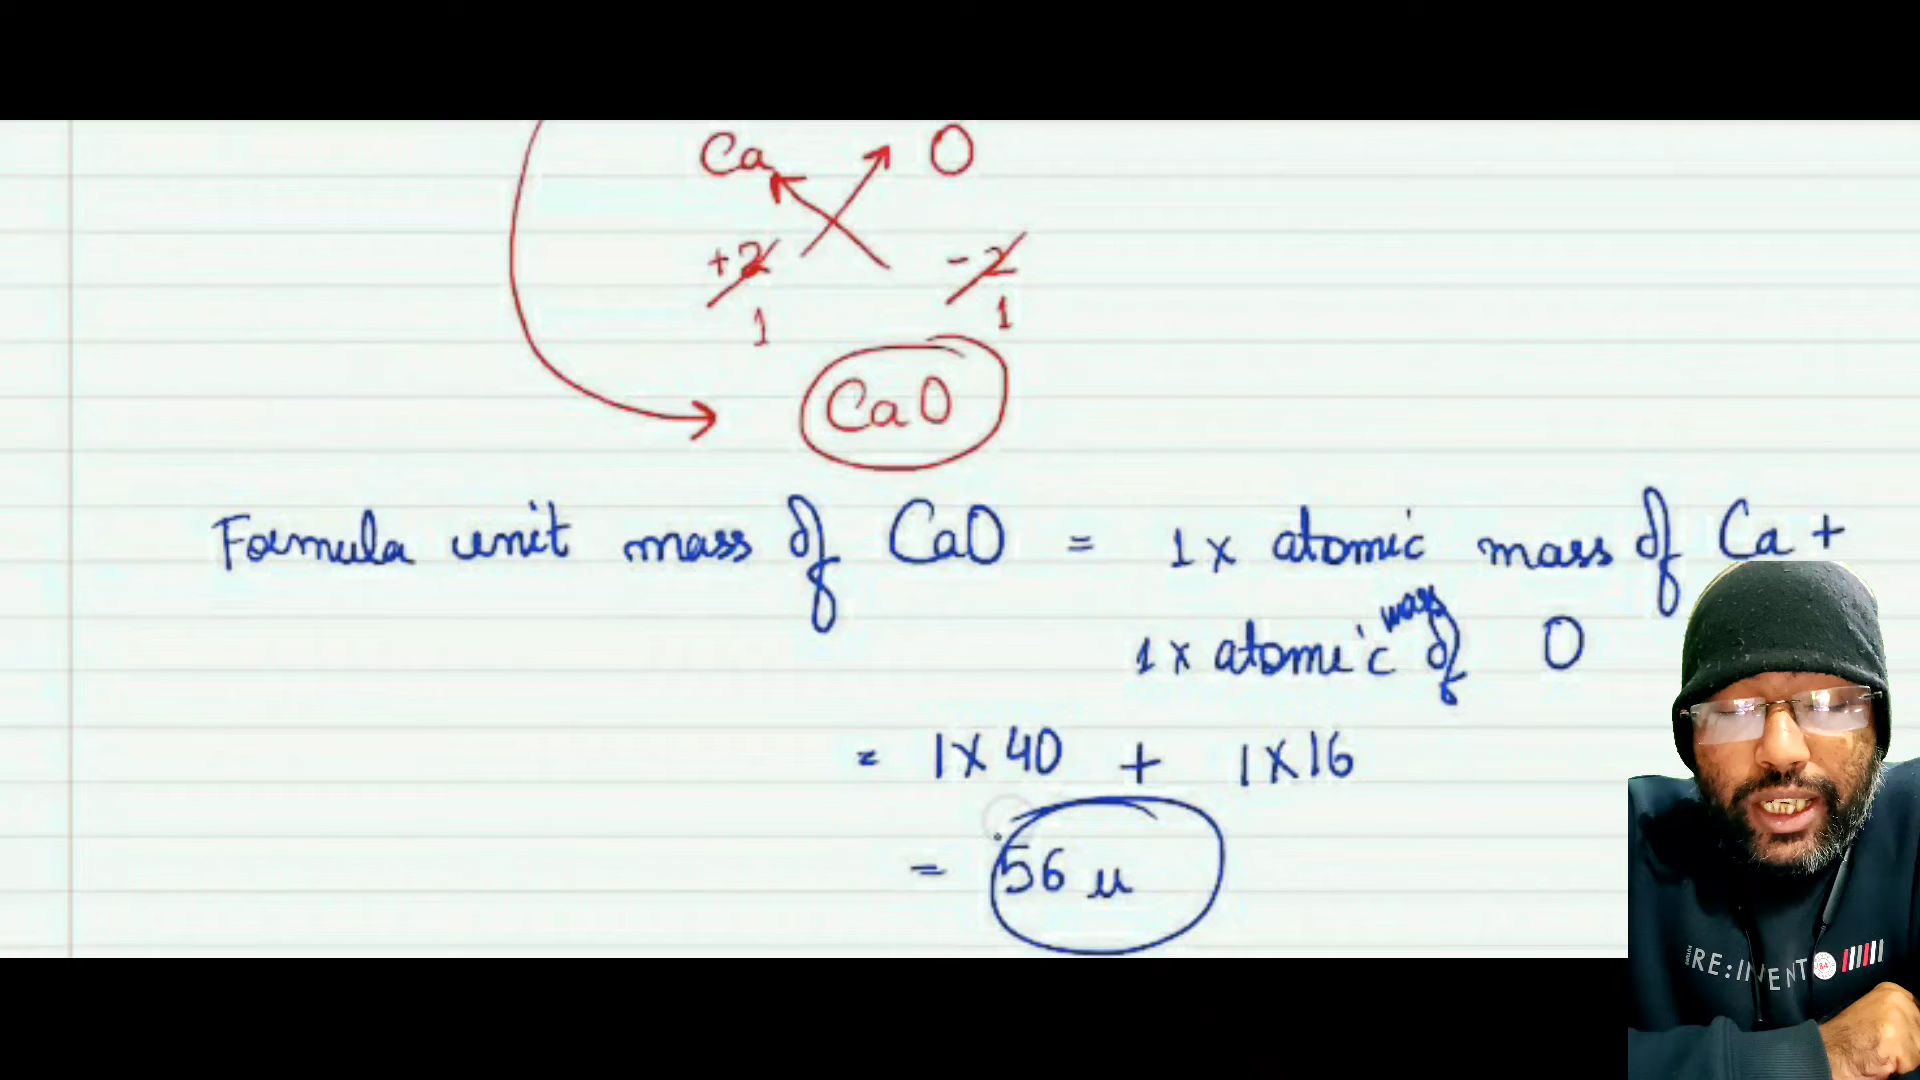 Ca O
+2 -2
1 1
CaO
Formula unit mass of CaO = 1 x atomic mass of Ca +
1 x atomic mass of O
= 1 X 40 + 1 X 16
= 56 u
RE:INVENT